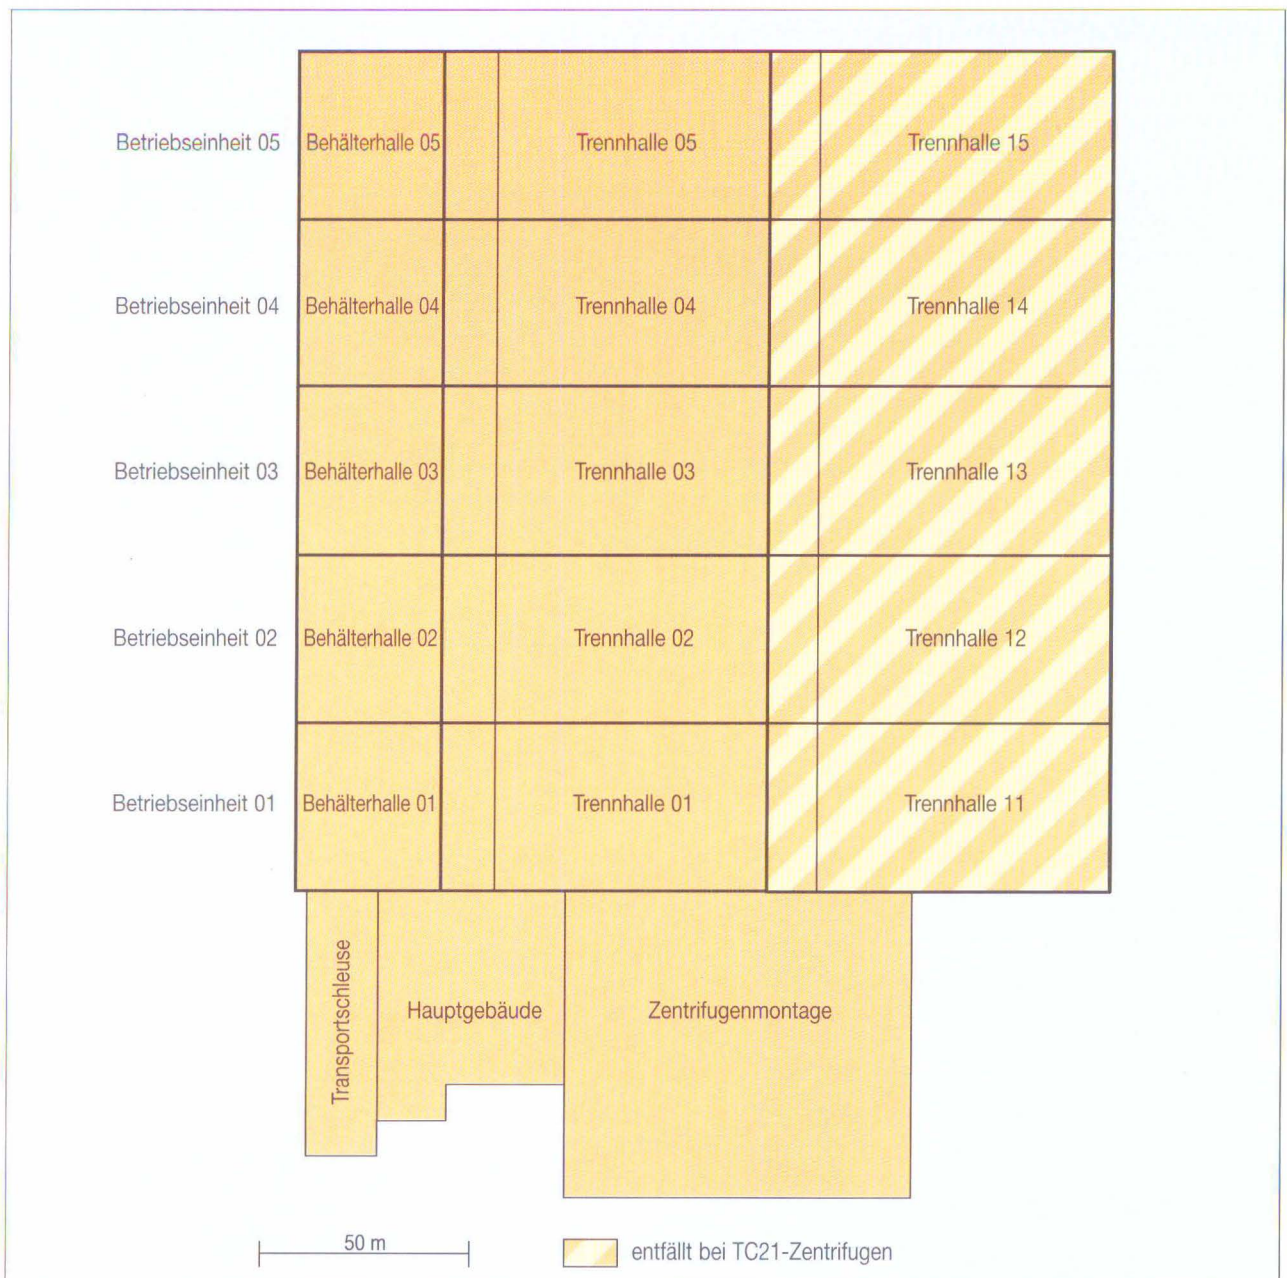 Betriebseinheit 05 Behälterhalle 05 Trennhalle 05 Trennhalle 15
Betriebseinheit 04 Behälterhalle 04 Trennhalle 04 Trennhalle 14
Betriebseinheit 03 Behälterhalle 03 Trennhalle 03 Trennhalle 13
Betriebseinheit 02 Behälterhalle 02 Trennhalle 02 Trennhalle 12
Betriebseinheit 01 Behälterhalle 01 Trennhalle 01 Trennhalle 11
Transportschleuse
Hauptgebäude
Zentrifugenmontage
50 m
entfällt bei TC21-Zentrifugen